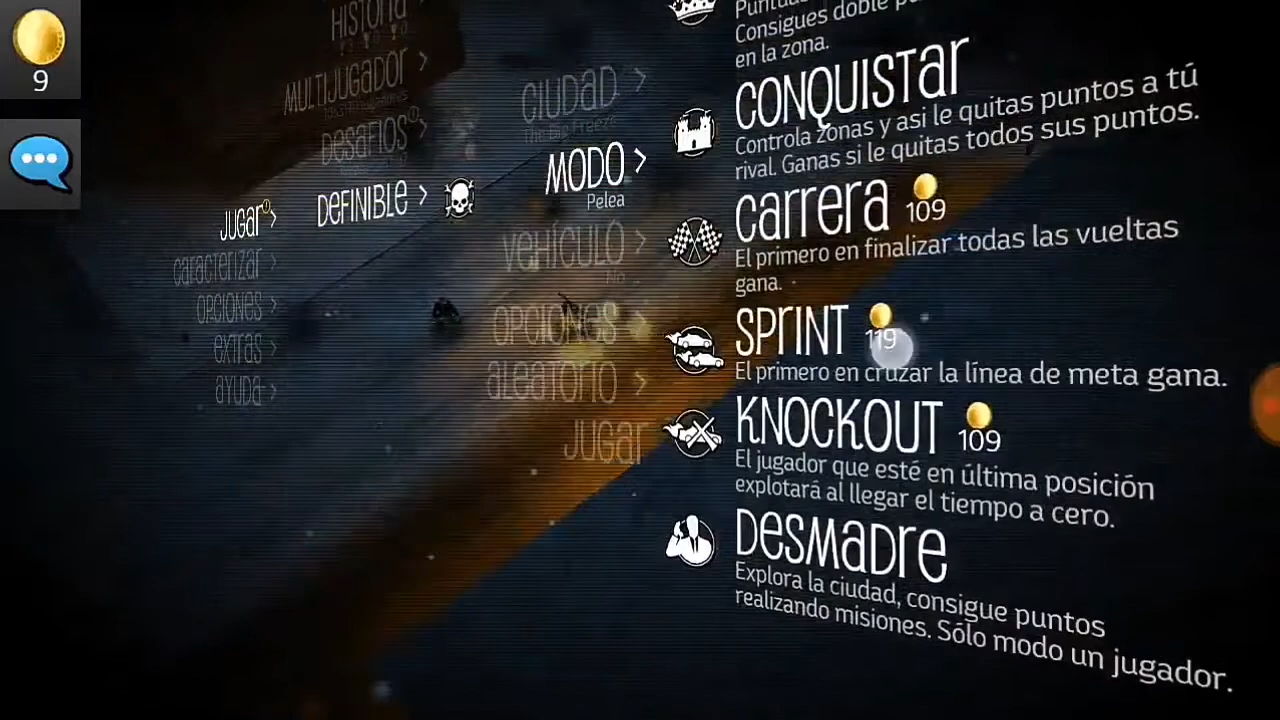 9
HISTORIA
MULTIJUGADOR
DESAFÍOS
DEFINIBLE
JUGAR
CARACTERIZAR
OPCIONES
EXTRAS
AYUDA
CIUDAD
The Big Freeze
MODO
Pelea
VEHÍCULO
No
OPCIONES
ALEATORIO
JUGAR
Consigues doble
en la zona.
CONQUISTAR
Controla zonas y asi le quitas puntos a tú
rival. Ganas si le quitas todos sus puntos.
CARRERA 109
El primero en finalizar todas las vueltas
gana.
SPRINT 119
El primero en cruzar la línea de meta gana.
KNOCKOUT 109
El jugador que esté en última posición
explotará al llegar el tiempo a cero.
DESMADRE
Explora la ciudad, consigue puntos
realizando misiones. Sólo modo un jugador.